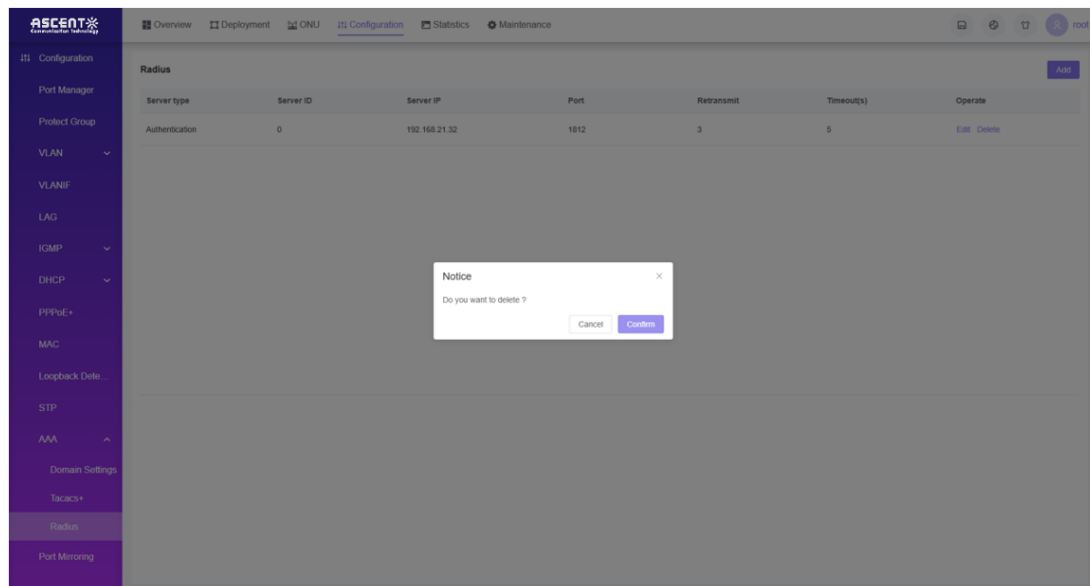 ASCENT
Communication Technology
Overview Deployment ONU Configuration Statistics Maintenance R root
Configuration
Port Manager
Protect Group
VLAN
VLANIF
LAG
IGMP
DHCP
PPPoE+
MAC
Loopback Dete...
STP
AAA
Domain Settings
Tacacs+
Radius
Port Mirroring
Radius Add
Server type Server ID Server IP Port Retransmit Timeout(s) Operate
Authentication 0 192.168.21.32 1812 3 5 Edit Delete
Notice
Do you want to delete ?
Cancel Confirm